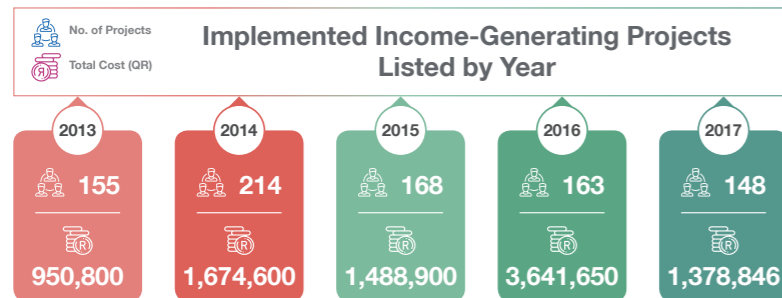 No. of Projects
Total Cost (QR)
Implemented Income-Generating Projects
Listed by Year
2013
155
R
950,800
2014
214
R
1,674,600
2015
168
R
1,488,900
2016
163
R
3,641,650
2017
148
R
1,378,846